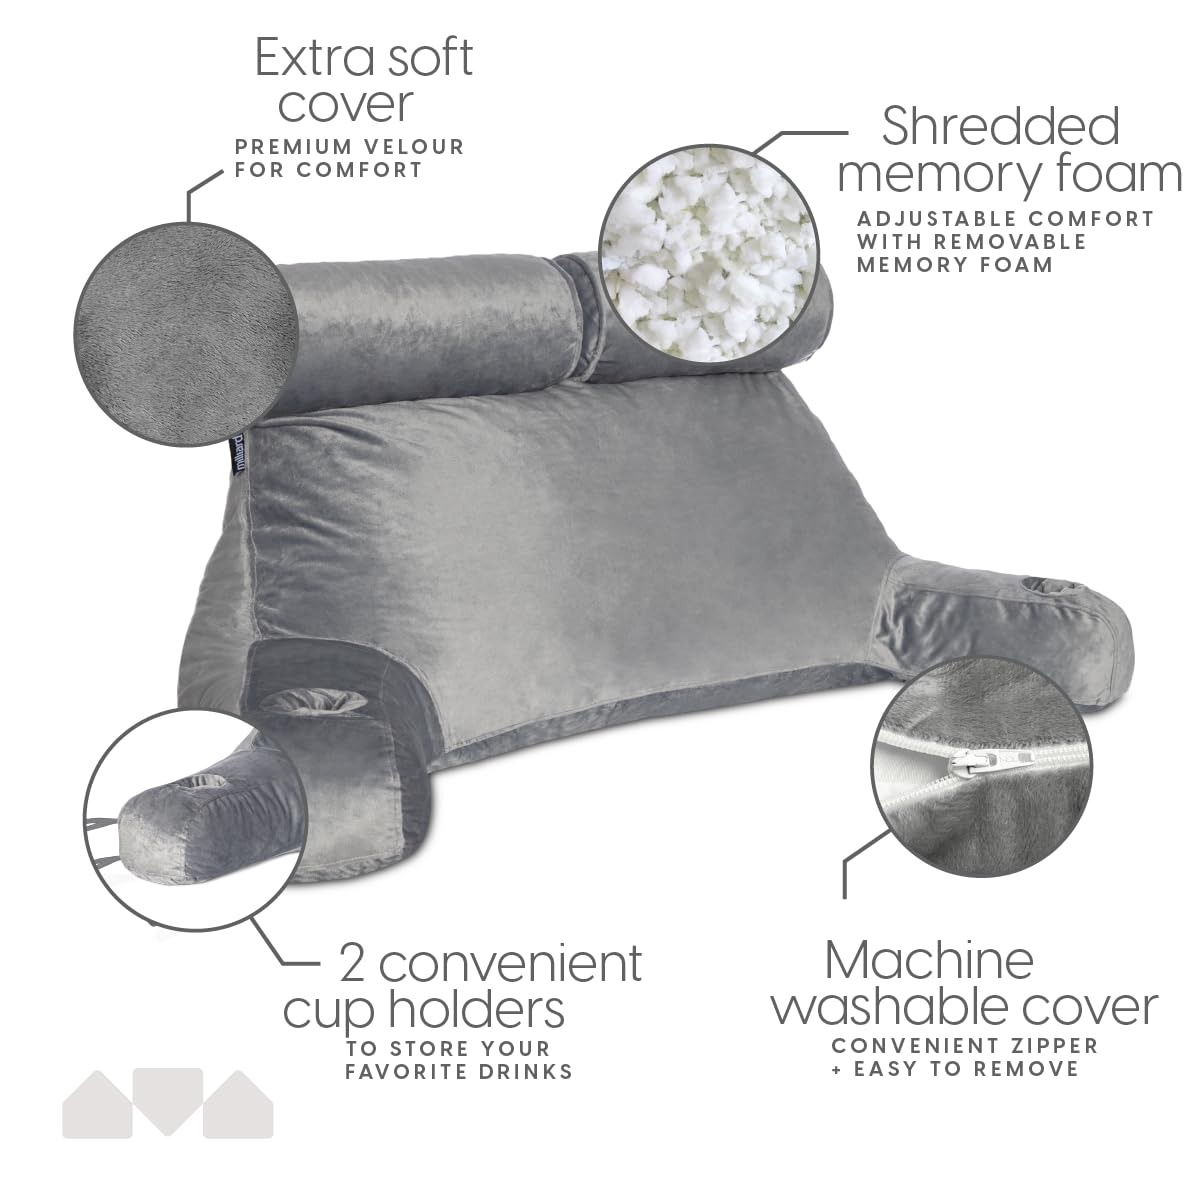 Extra soft
cover
PREMIUM VELOUR
FOR COMFORT
Shredded
memory foam
ADJUSTABLE COMFORT
WITH REMOVABLE
MEMORY FOAM
milliard
2 convenient
cup holders
TO STORE YOUR
FAVORITE DRINKS
Machine
washable cover
CONVENIENT ZIPPER
+ EASY TO REMOVE